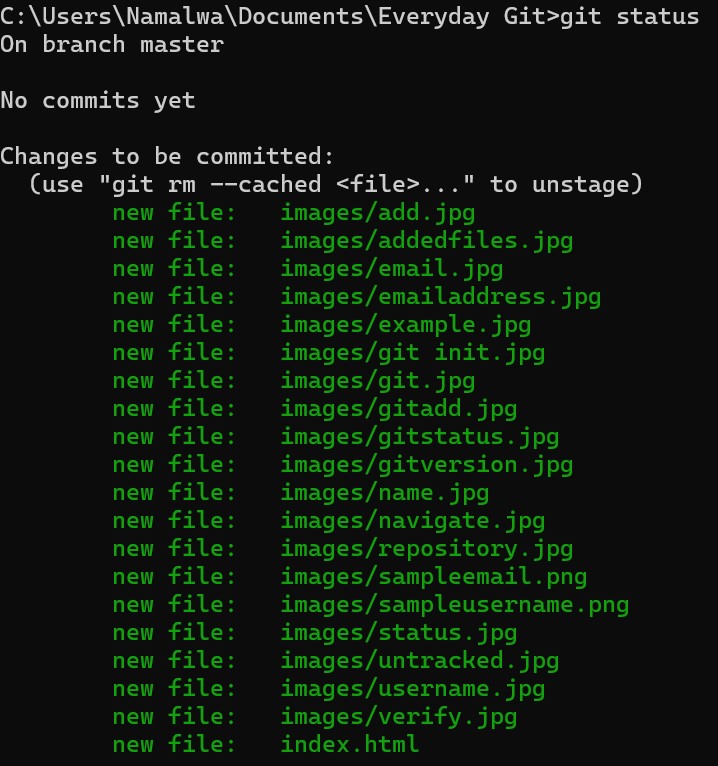 C:\Users\Namalwa\Documents\Everyday Git>git status
On branch master
No commits yet
Changes to be committed:
  (use "git rm --cached <file>..." to unstage)
        new file:   images/add.jpg
        new file:   images/addedfiles.jpg
        new file:   images/email.jpg
        new file:   images/emailaddress.jpg
        new file:   images/example.jpg
        new file:   images/git init.jpg
        new file:   images/git.jpg
        new file:   images/gitadd.jpg
        new file:   images/gitstatus.jpg
        new file:   images/gitversion.jpg
        new file:   images/name.jpg
        new file:   images/navigate.jpg
        new file:   images/repository.jpg
        new file:   images/sampleemail.png
        new file:   images/sampleusername.png
        new file:   images/status.jpg
        new file:   images/untracked.jpg
        new file:   images/username.jpg
        new file:   images/verify.jpg
        new file:   index.html